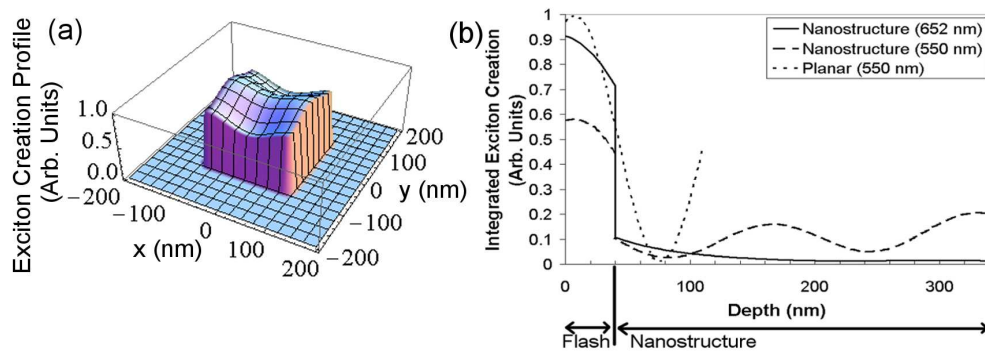 (a)
Exciton Creation Profile
(Arb. Units)
1.0
0.5
0.0
−200
−100
0
100
200
x (nm)
200
100
0
−100
−200
y (nm)
(b)
Integrated Exciton Creation
(Arb. Units)
1
0.9
0.8
0.7
0.6
0.5
0.4
0.3
0.2
0.1
0
Nanostructure (652 nm)
Nanostructure (550 nm)
Planar (550 nm)
0 100 200 300
Depth (nm)
Flash Nanostructure